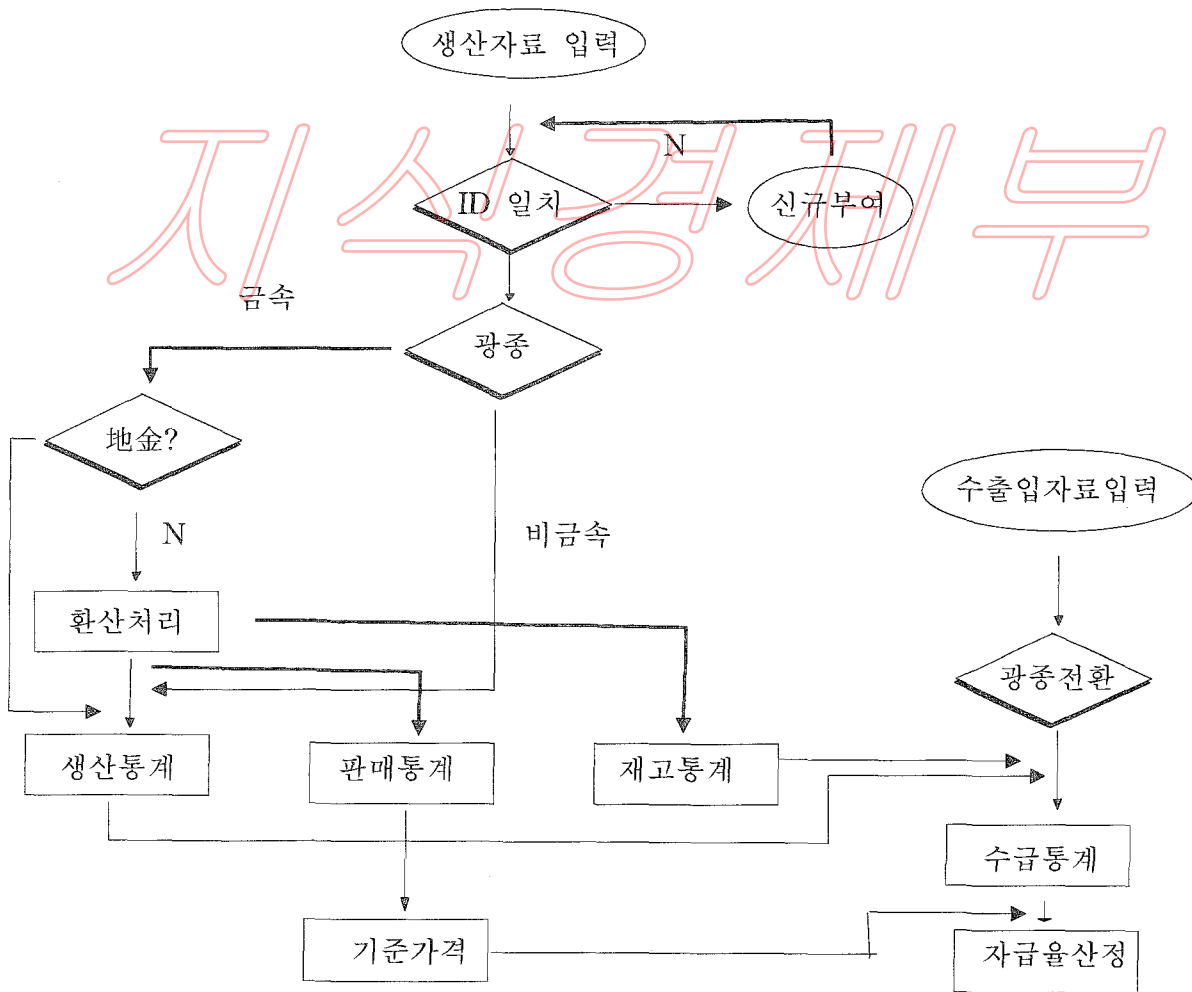 생산자료 입력
N
ID 일치
신규부여
지식경제부
금속
광종
地金?
수출입자료입력
N
비금속
환산처리
광종전환
생산통계
판매통계
재고통계
수급통계
기준가격
자급율산정